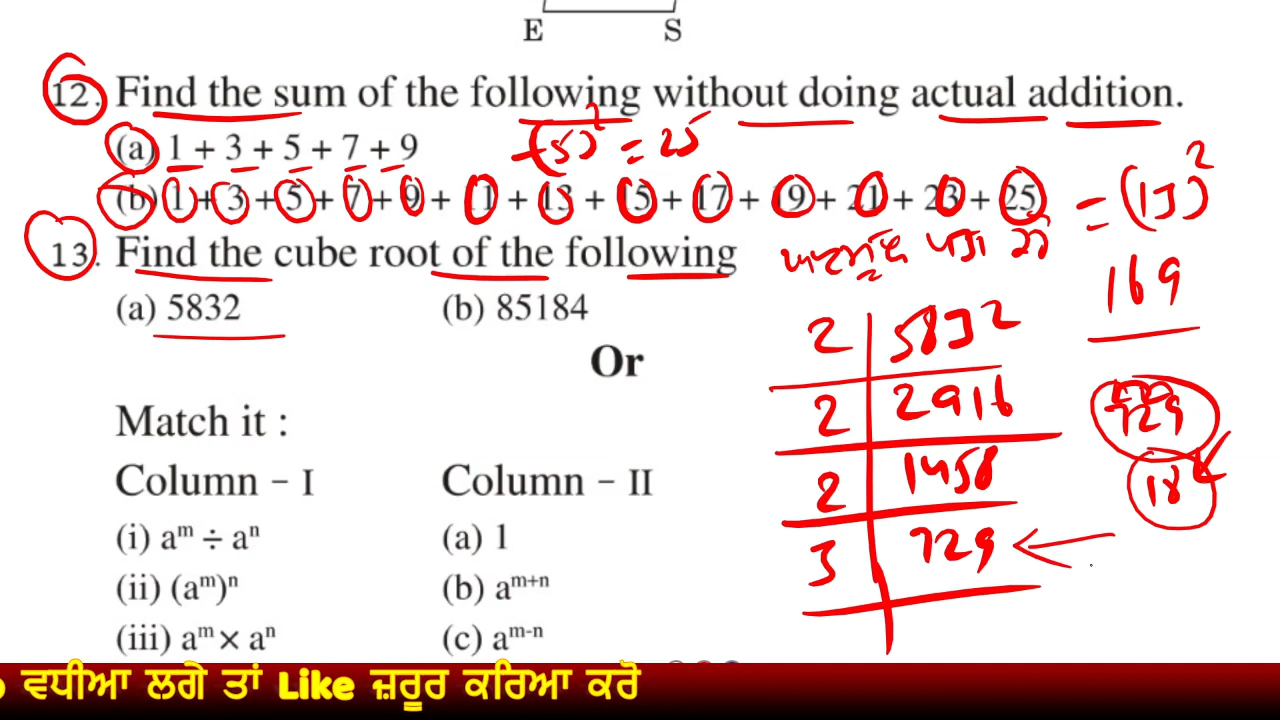 E S
12. Find the sum of the following without doing actual addition.
(a) 1 + 3 + 5 + 7 + 9 (5)² = 25
(b) 1 + 3 + 5 + 7 + 9 + 11 + 13 + 15 + 17 + 19 + 21 + 23 + 25 = (13)²
169
13. Find the cube root of the following
(a) 5832 (b) 85184
2 5832
2 2916
2 1458
3 729
729
18
Or
Match it :
Column - I Column - II
(i) aᵐ ÷ aⁿ (a) 1
(ii) (aᵐ)ⁿ (b) aᵐ⁺ⁿ
(iii) aᵐ × aⁿ (c) aᵐ⁻ⁿ
ਵਧੀਆ ਲਗੇ ਤਾਂ Like ਜ਼ਰੂਰ ਕਰਿਆ ਕਰੋ